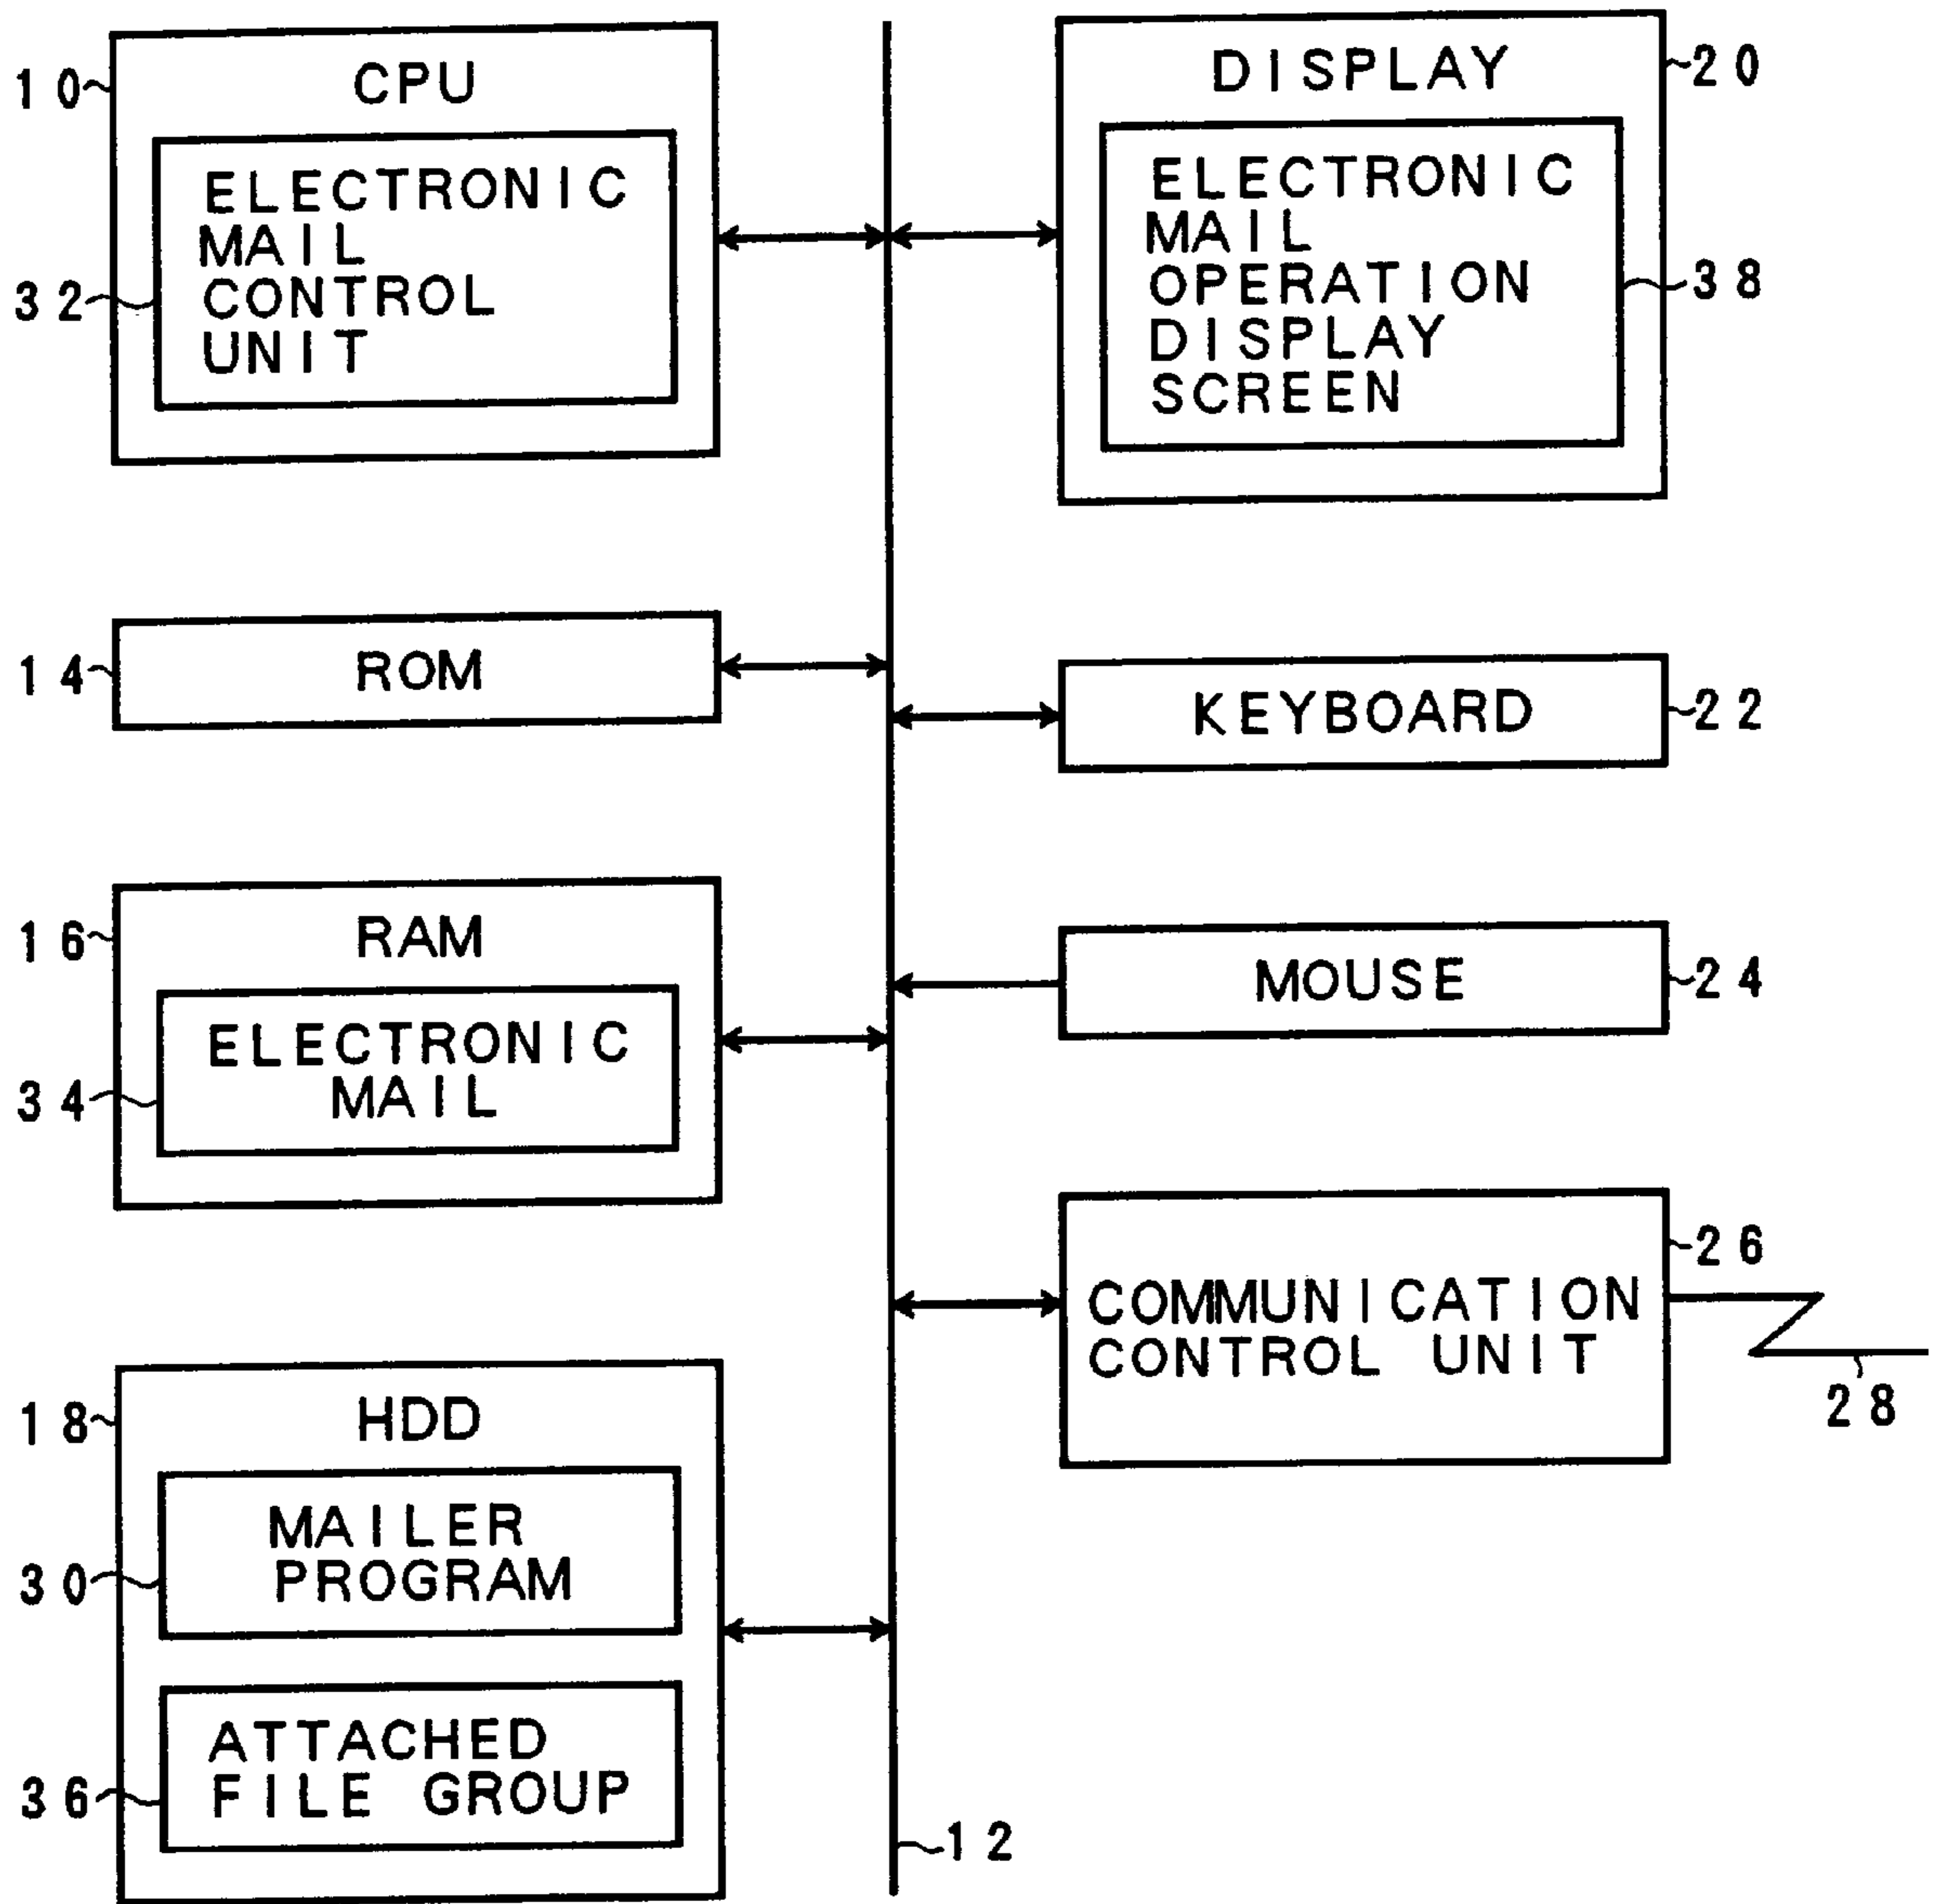 10
CPU
32
ELECTRONIC
MAIL
CONTROL
UNIT
14
ROM
16
RAM
34
ELECTRONIC
MAIL
18
HDD
30
MAILER
PROGRAM
36
ATTACHED
FILE GROUP
12
DISPLAY
20
ELECTRONIC
MAIL
OPERATION
DISPLAY
SCREEN
38
KEYBOARD
22
MOUSE
24
26
COMMUNICATION
CONTROL UNIT
28